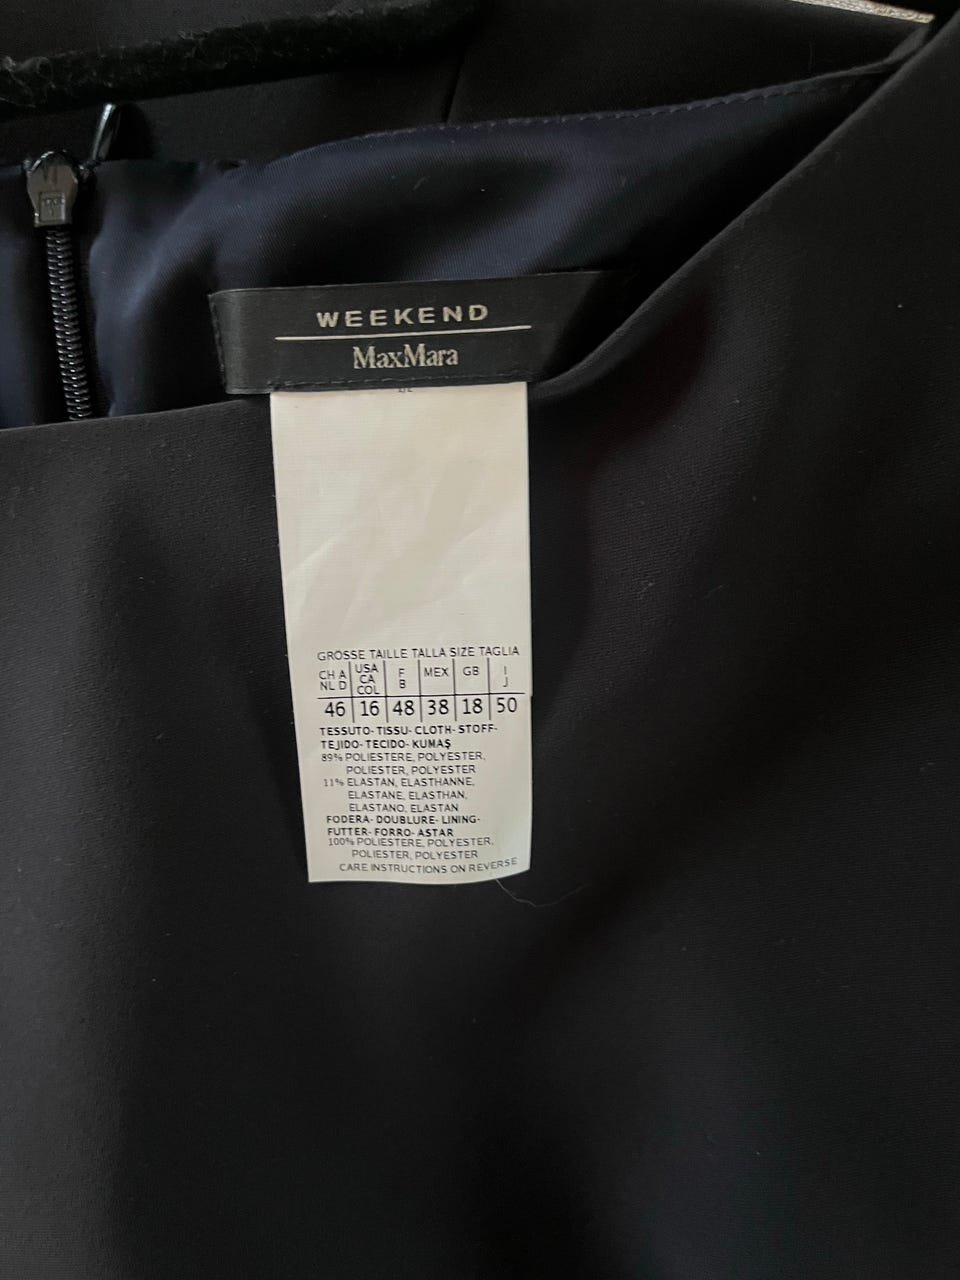 WEEKEND
MaxMara
GRÖSSE TAILLE TALLA SIZE TAGLIA
CH A NL D USA CA COL F B MEX GB I J
46 16 48 38 18 50
TESSUTO- TISSU- CLOTH- STOFF-
TEJIDO- TECIDO- KUMAŞ
89% POLIESTERE, POLYESTER,
POLIESTER, POLYESTER
11% ELASTAN, ELASTHANNE,
ELASTANE, ELASTHAN,
ELASTANO, ELASTAN
FODERA- DOUBLURE- LINING-
FUTTER- FORRO- ASTAR
100% POLIESTERE, POLYESTER,
POLIESTER, POLYESTER
CARE INSTRUCTIONS ON REVERSE